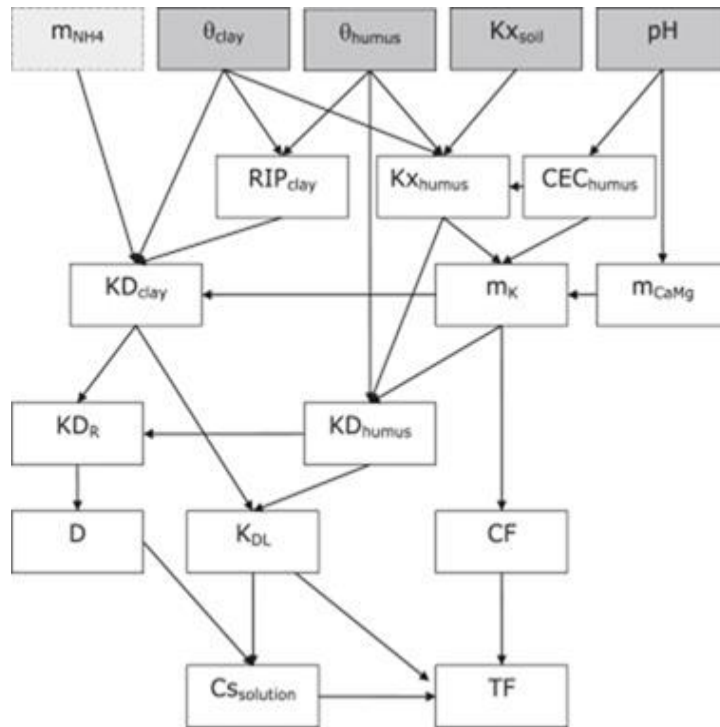 mNH4
θclay
θhumus
Kxsoil
pH
RIPclay
Kxhumus
CEChumus
KDclay
mK
mCaMg
KDR
KDhumus
D
KDL
CF
Cssolution
TF